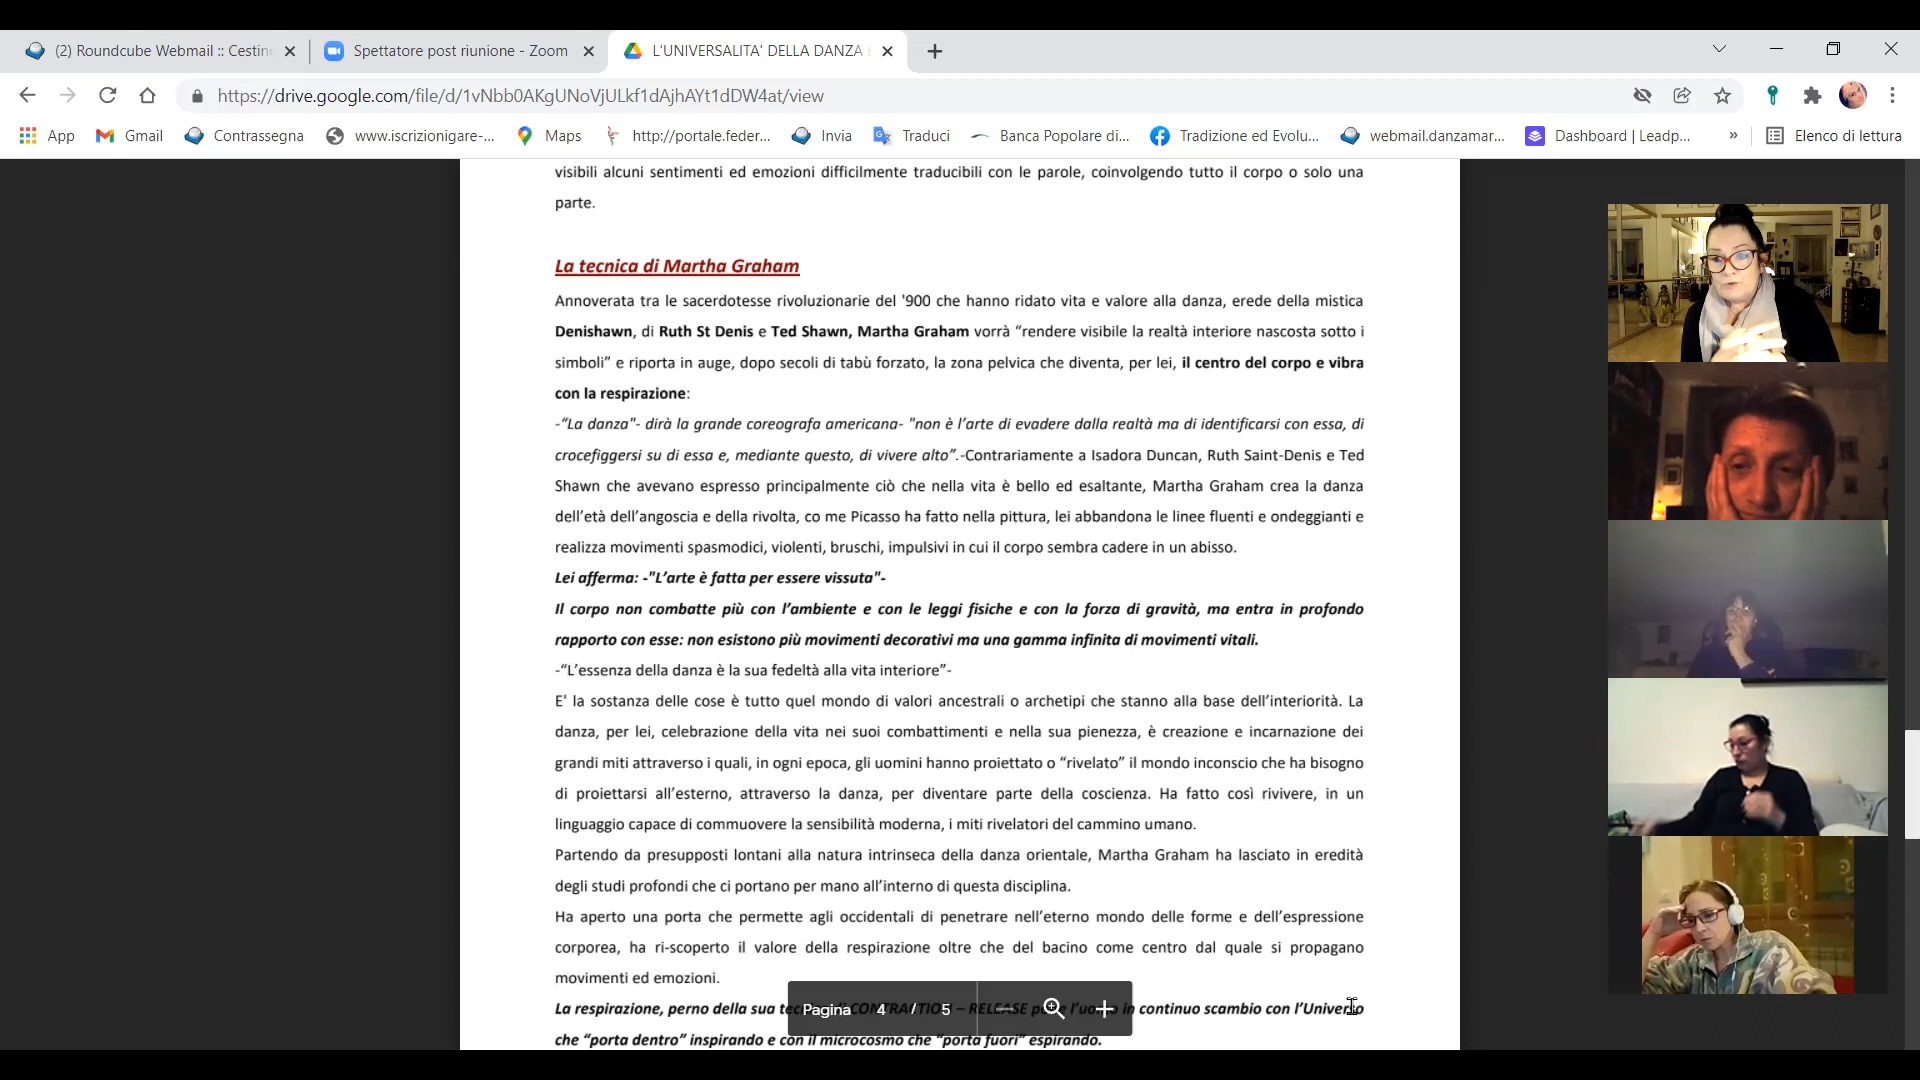 (2) Roundcube Webmail :: Cestin
Spettatore post riunione - Zoom
L'UNIVERSALITA' DELLA DANZA
https://drive.google.com/file/d/1vNbb0AKgUNoVjULkf1dAjhAYt1dDW4at/view
App
Gmail
Contrassegna
www.iscrizionigare-...
Maps
http://portale.feder...
Invia
Traduci
Banca Popolare di...
Tradizione ed Evolu...
webmail.danzamar...
Dashboard | Leadp...
»
Elenco di lettura
visibili alcuni sentimenti ed emozioni difficilmente traducibili con le parole, coinvolgendo tutto il corpo o solo una
parte.
La tecnica di Martha Graham
Annoverata tra le sacerdotesse rivoluzionarie del '900 che hanno ridato vita e valore alla danza, erede della mistica
Denishawn, di Ruth St Denis e Ted Shawn, Martha Graham vorrà “rendere visibile la realtà interiore nascosta sotto i
simboli” e riporta in auge, dopo secoli di tabù forzato, la zona pelvica che diventa, per lei, il centro del corpo e vibra
con la respirazione:
-“La danza"- dirà la grande coreografa americana- "non è l’arte di evadere dalla realtà ma di identificarsi con essa, di
crocefiggersi su di essa e, mediante questo, di vivere alto”.-Contrariamente a Isadora Duncan, Ruth Saint-Denis e Ted
Shawn che avevano espresso principalmente ciò che nella vita è bello ed esaltante, Martha Graham crea la danza
dell’età dell’angoscia e della rivolta, co me Picasso ha fatto nella pittura, lei abbandona le linee fluenti e ondeggianti e
realizza movimenti spasmodici, violenti, bruschi, impulsivi in cui il corpo sembra cadere in un abisso.
Lei afferma: -"L’arte è fatta per essere vissuta"-
Il corpo non combatte più con l’ambiente e con le leggi fisiche e con la forza di gravità, ma entra in profondo
rapporto con esse: non esistono più movimenti decorativi ma una gamma infinita di movimenti vitali.
-“L’essenza della danza è la sua fedeltà alla vita interiore”-
E' la sostanza delle cose è tutto quel mondo di valori ancestrali o archetipi che stanno alla base dell’interiorità. La
danza, per lei, celebrazione della vita nei suoi combattimenti e nella sua pienezza, è creazione e incarnazione dei
grandi miti attraverso i quali, in ogni epoca, gli uomini hanno proiettato o “rivelato” il mondo inconscio che ha bisogno
di proiettarsi all’esterno, attraverso la danza, per diventare parte della coscienza. Ha fatto così rivivere, in un
linguaggio capace di commuovere la sensibilità moderna, i miti rivelatori del cammino umano.
Partendo da presupposti lontani alla natura intrinseca della danza orientale, Martha Graham ha lasciato in eredità
degli studi profondi che ci portano per mano all’interno di questa disciplina.
Ha aperto una porta che permette agli occidentali di penetrare nell’eterno mondo delle forme e dell’espressione
corporea, ha ri-scoperto il valore della respirazione oltre che del bacino come centro dal quale si propagano
movimenti ed emozioni.
La respirazione, perno della sua CONTRACTION – RELEASE in continuo scambio con l’Universo
che “porta dentro” inspirando e con il microcosmo che “porta fuori” espirando.
Pagina 4 / 5